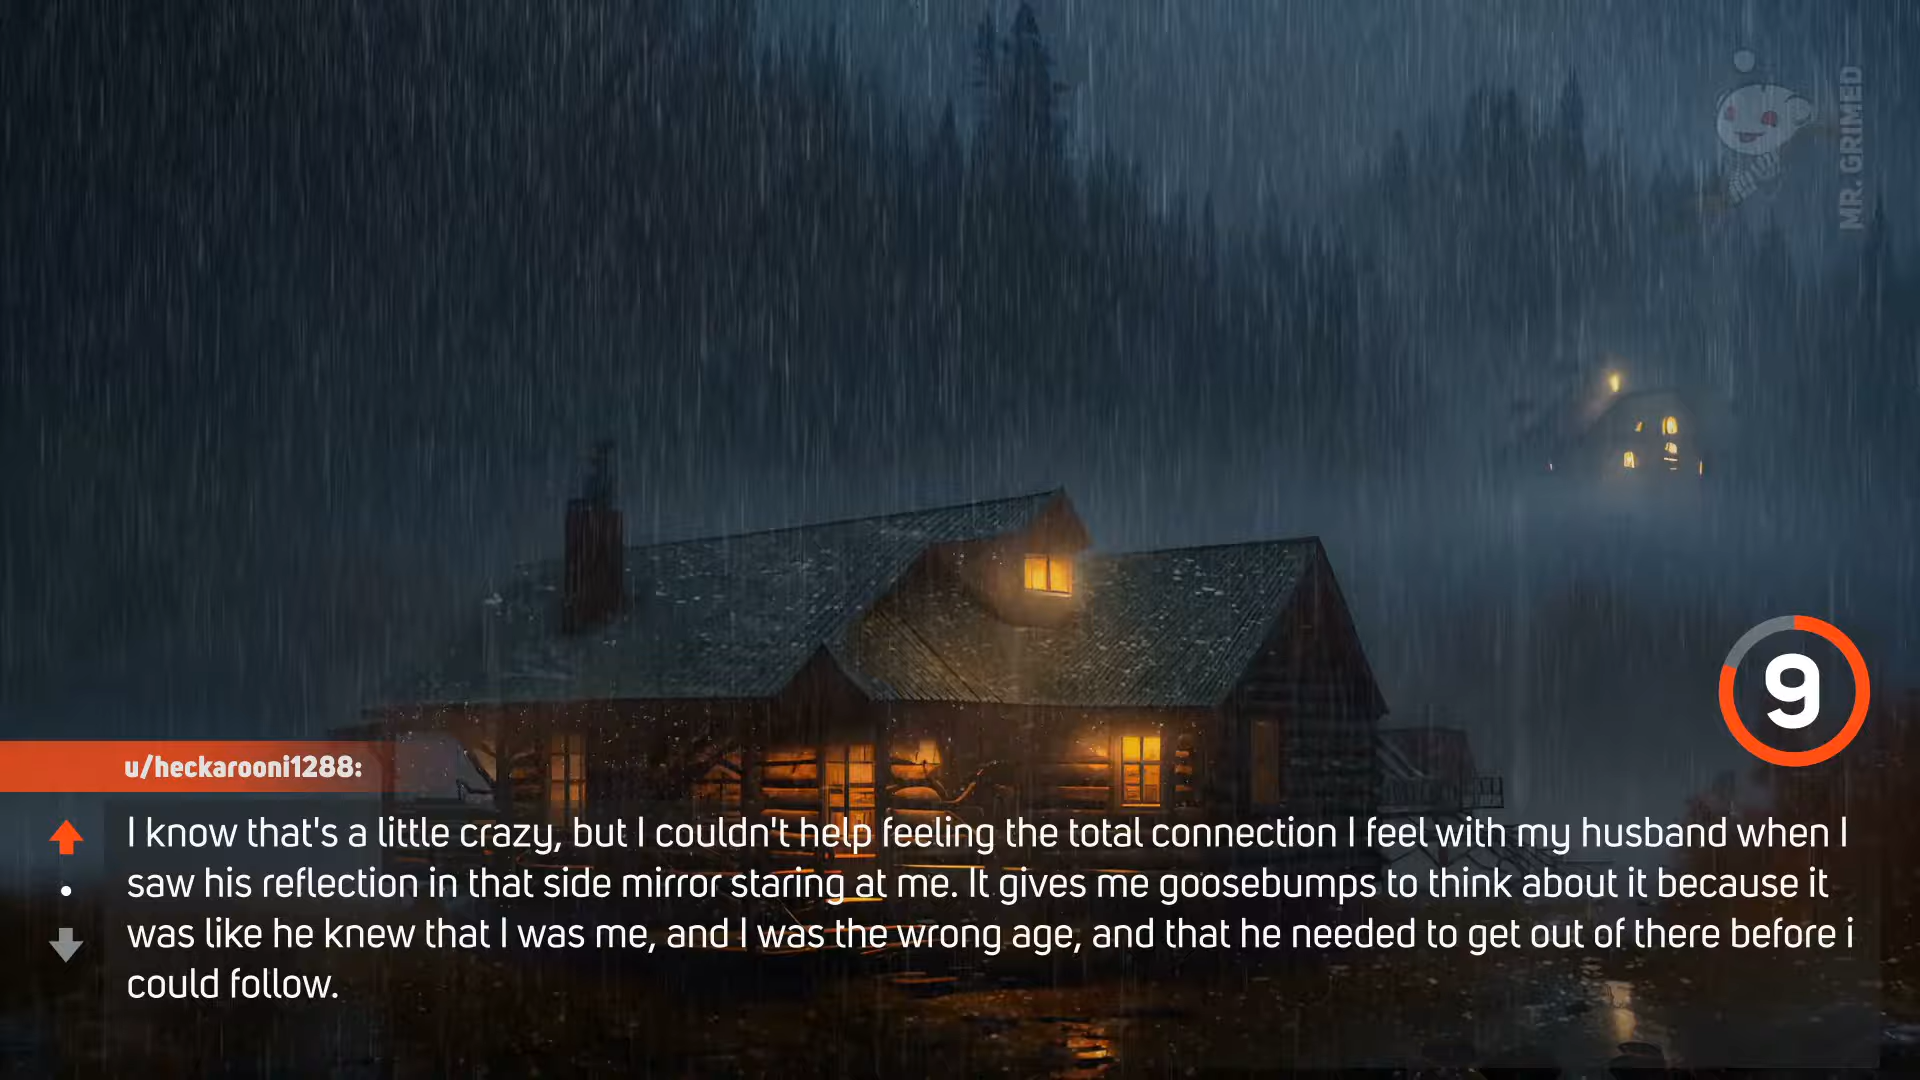 MR. GRIMED
9
u/heckarooni1288:
I know that's a little crazy, but I couldn't help feeling the total connection I feel with my husband when I
saw his reflection in that side mirror staring at me. It gives me goosebumps to think about it because it
was like he knew that I was me, and I was the wrong age, and that he needed to get out of there before i
could follow.